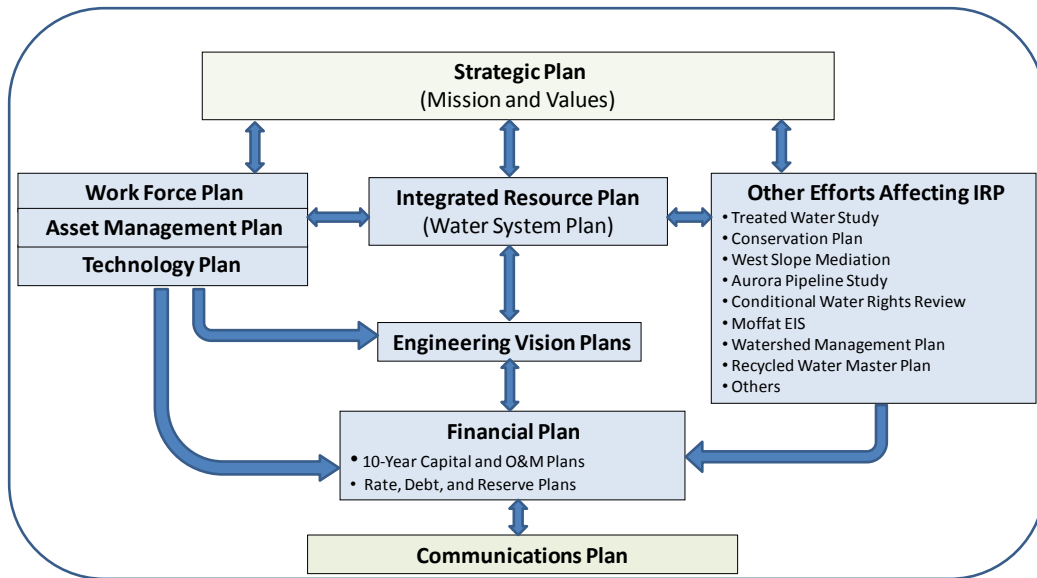 Strategic Plan
(Mission and Values)
Work Force Plan
Asset Management Plan
Technology Plan
Integrated Resource Plan
(Water System Plan)
Other Efforts Affecting IRP
• Treated Water Study
• Conservation Plan
• West Slope Mediation
• Aurora Pipeline Study
• Conditional Water Rights Review
• Moffat EIS
• Watershed Management Plan
• Recycled Water Master Plan
• Others
Engineering Vision Plans
Financial Plan
• 10-Year Capital and O&M Plans
• Rate, Debt, and Reserve Plans
Communications Plan